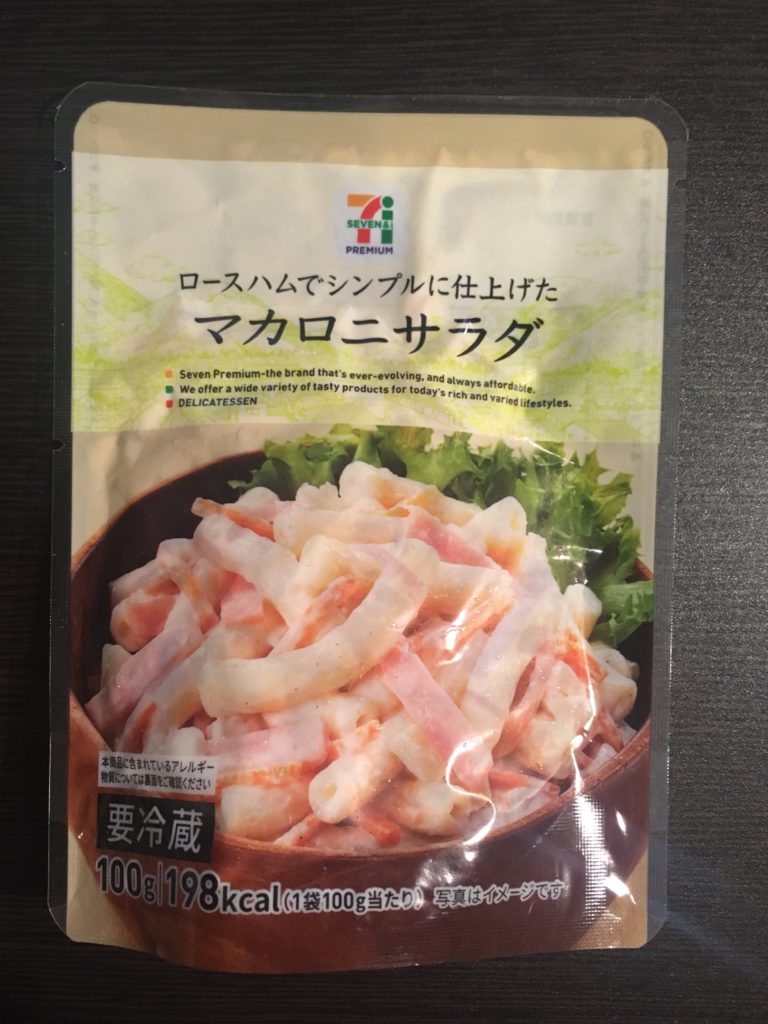 SEVEN&i
PREMIUM
ロースハムでシンプルに仕上げた
マカロニサラダ
Seven Premium-the brand that's ever-evolving, and always affordable.
We offer a wide variety of tasty products for today's rich and varied lifestyles.
DELICATESSEN
本商品に含まれているアレルギー
物質については裏面をご確認ください
要冷蔵
100g|198kcal(1袋100g当たり) 写真はイメージです